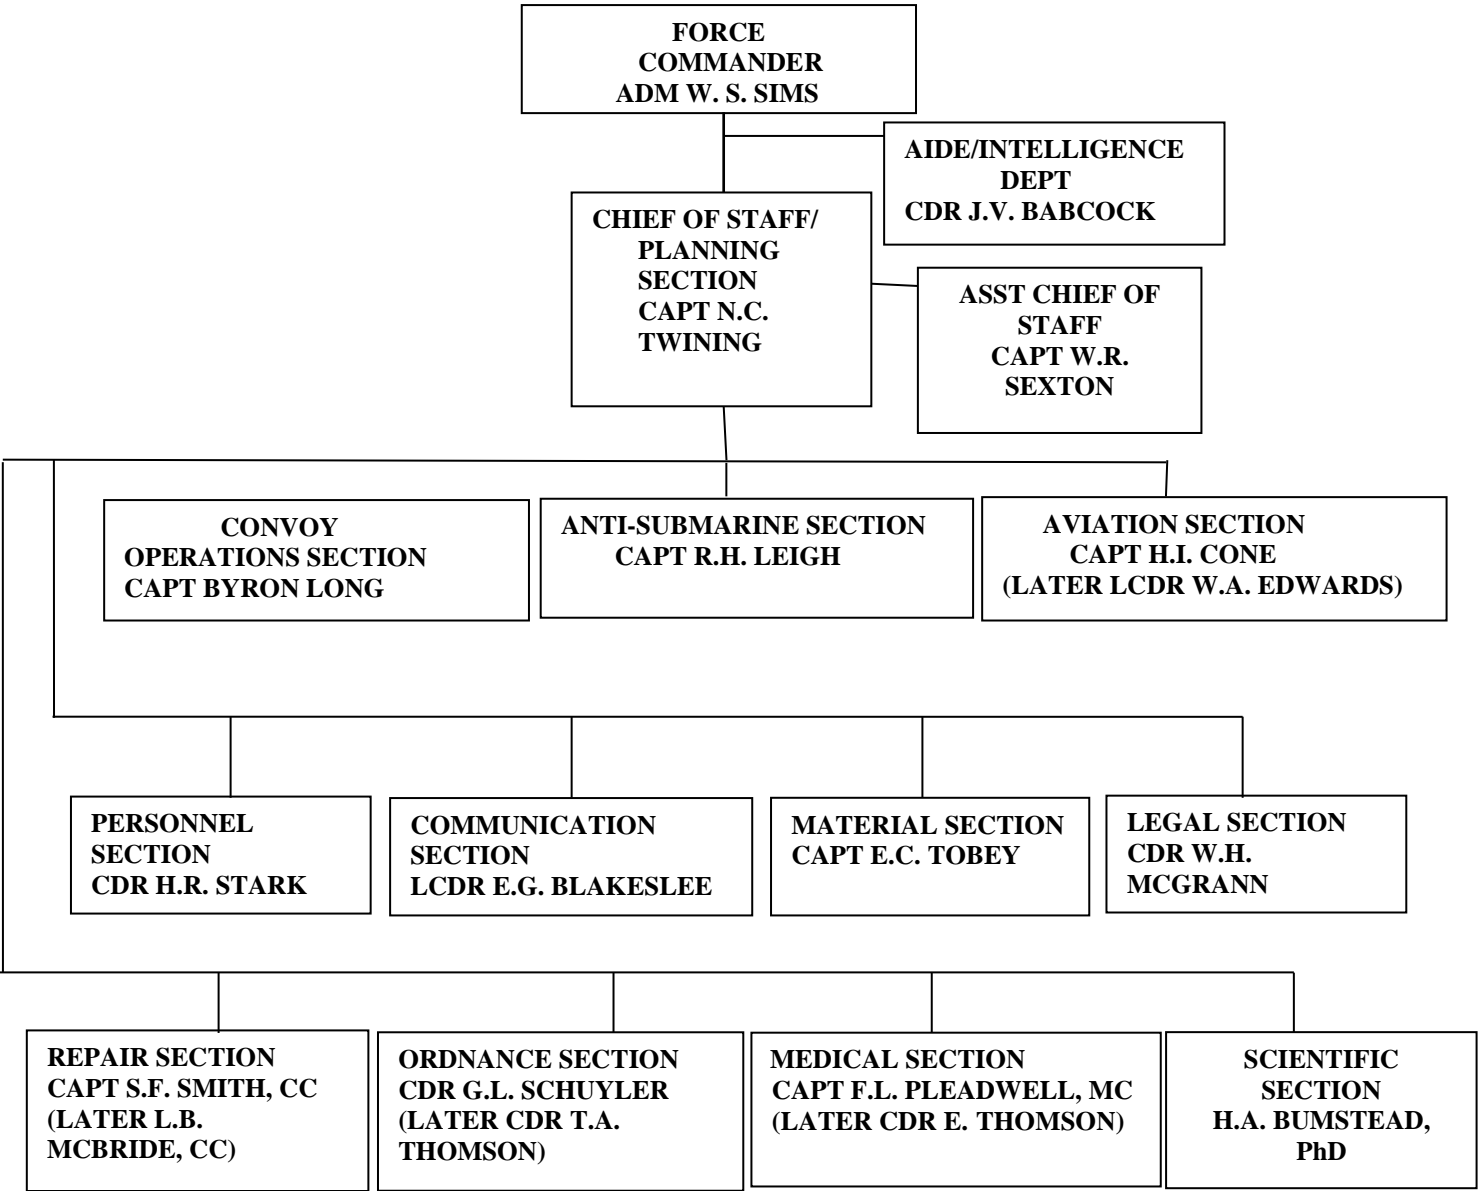 FORCE
COMMANDER
ADM W. S. SIMS
AIDE/INTELLIGENCE
DEPT
CDR J.V. BABCOCK
CHIEF OF STAFF/
PLANNING
SECTION
CAPT N.C.
TWINING
ASST CHIEF OF
STAFF
CAPT W.R.
SEXTON
CONVOY
OPERATIONS SECTION
CAPT BYRON LONG
ANTI-SUBMARINE SECTION
CAPT R.H. LEIGH
AVIATION SECTION
CAPT H.I. CONE
(LATER LCDR W.A. EDWARDS)
PERSONNEL
SECTION
CDR H.R. STARK
COMMUNICATION
SECTION
LCDR E.G. BLAKESLEE
MATERIAL SECTION
CAPT E.C. TOBEY
LEGAL SECTION
CDR W.H.
MCGRANN
REPAIR SECTION
CAPT S.F. SMITH, CC
(LATER L.B.
MCBRIDE, CC)
ORDNANCE SECTION
CDR G.L. SCHUYLER
(LATER CDR T.A.
THOMSON)
MEDICAL SECTION
CAPT F.L. PLEADWELL, MC
(LATER CDR E. THOMSON)
SCIENTIFIC
SECTION
H.A. BUMSTEAD,
PhD